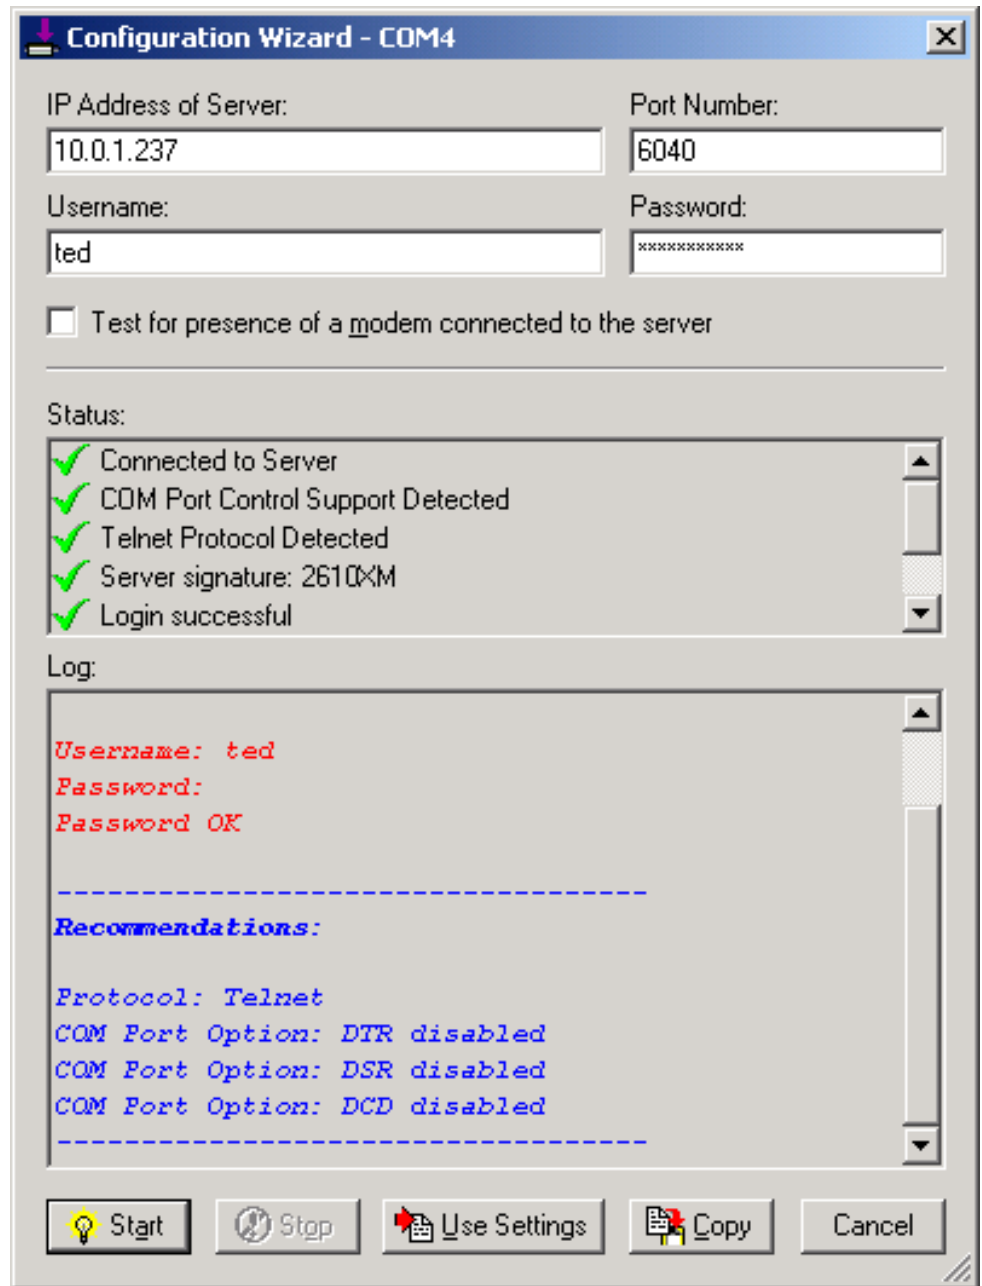 Configuration Wizard - COM4
IP Address of Server: Port Number:
10.0.1.237 6040
Username: Password:
ted ***********
Test for presence of a modem connected to the server
Status:
Connected to Server
COM Port Control Support Detected
Telnet Protocol Detected
Server signature: 2610XM
Login successful
Log:
Username: ted
Password:
Password OK
-----------------------------------
Recommendations:
Protocol: Telnet
COM Port Option: DTR disabled
COM Port Option: DSR disabled
COM Port Option: DCD disabled
-----------------------------------
Start Stop Use Settings Copy Cancel